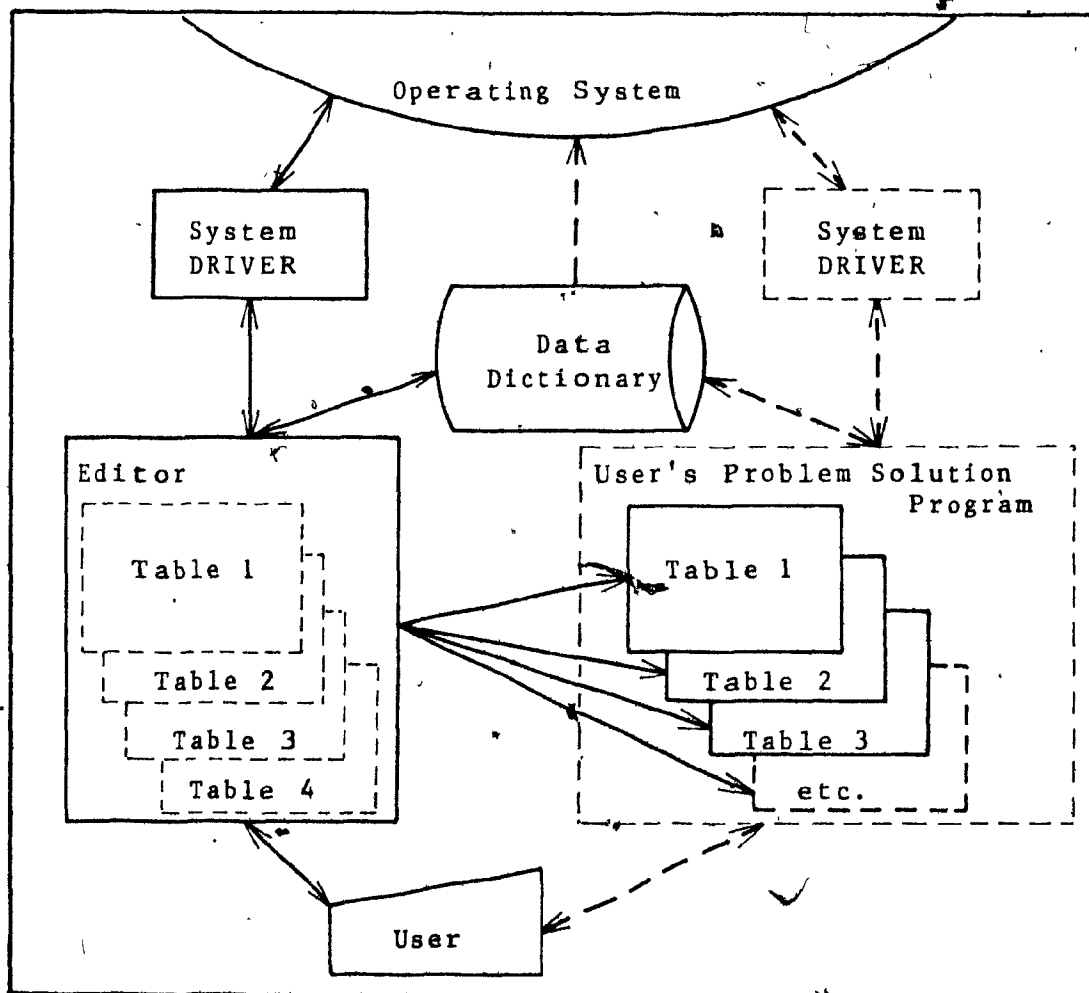 Operating System
System
DRIVER
System
DRIVER
Data
Dictionary
Editor
Table 1
Table 2
Table 3
Table 4
User's Problem Solution
Program
Table 1
Table 2
Table 3
etc.
User